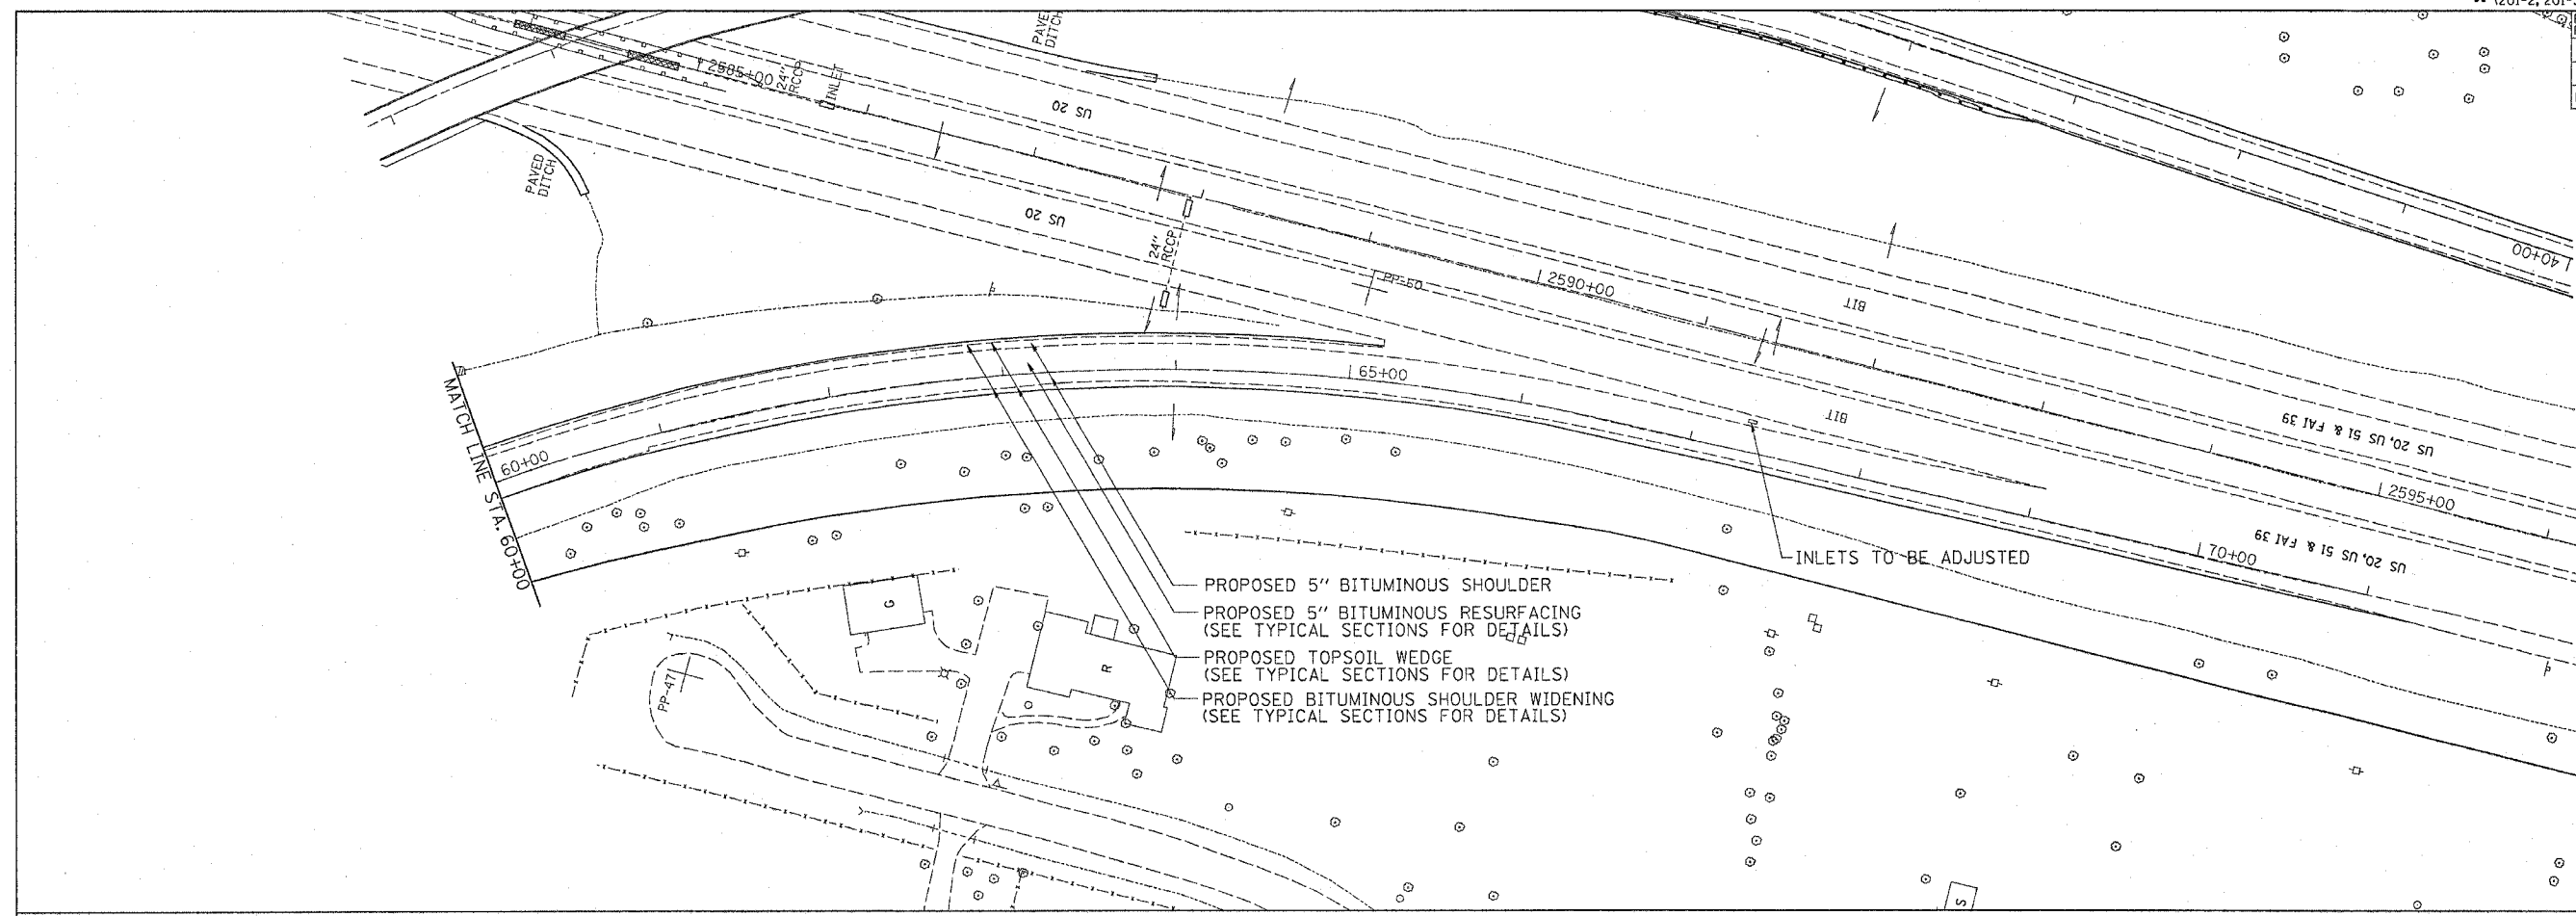 (201-2, 201-
PAVED
DITCH
2585+00
24"
RCCP
INLET
US 20
PAVED
DITCH
US 20
24"
RCCP
PP-50
2590+00
BIT
40+00
65+00
BIT
US 20, US 51 & FAI 39
2595+00
US 20, US 51 & FAI 39
70+00
MATCH LINE STA. 60+00
60+00
INLETS TO BE ADJUSTED
PROPOSED 5" BITUMINOUS SHOULDER
PROPOSED 5" BITUMINOUS RESURFACING
(SEE TYPICAL SECTIONS FOR DETAILS)
PROPOSED TOPSOIL WEDGE
(SEE TYPICAL SECTIONS FOR DETAILS)
PROPOSED BITUMINOUS SHOULDER WIDENING
(SEE TYPICAL SECTIONS FOR DETAILS)
G
R
PP-47
S